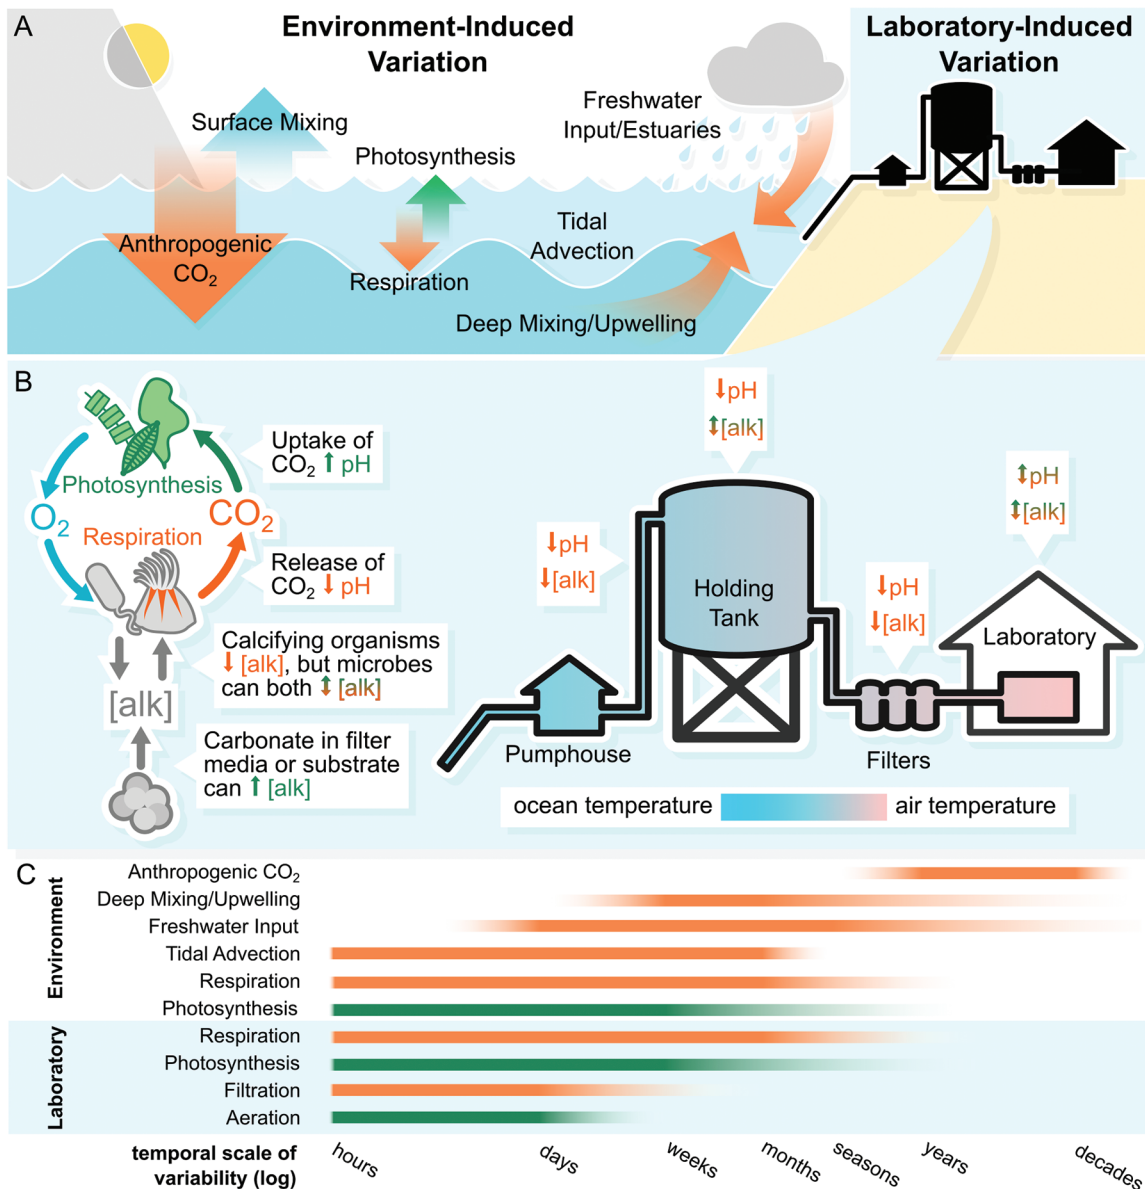 A
Environment-Induced
Variation
Laboratory-Induced
Variation
Surface Mixing
Photosynthesis
Freshwater
Input/Estuaries
Anthropogenic
CO₂
Respiration
Tidal
Advection
Deep Mixing/Upwelling
B
Photosynthesis
O₂
CO₂
Respiration
Uptake of
CO₂ ↑ pH
Release of
CO₂ ↓ pH
Calcifying organisms
↓ [alk], but microbes
can both ↕ [alk]
[alk]
Carbonate in filter
media or substrate
can ↑ [alk]
↓pH
↓[alk]
↓pH
↕[alk]
↓pH
↓[alk]
↕pH
↕[alk]
Pumphouse
Holding
Tank
Filters
Laboratory
ocean temperature
air temperature
C
Environment
Anthropogenic CO₂
Deep Mixing/Upwelling
Freshwater Input
Tidal Advection
Respiration
Photosynthesis
Laboratory
Respiration
Photosynthesis
Filtration
Aeration
temporal scale of
variability (log)
hours
days
weeks
months
seasons
years
decades